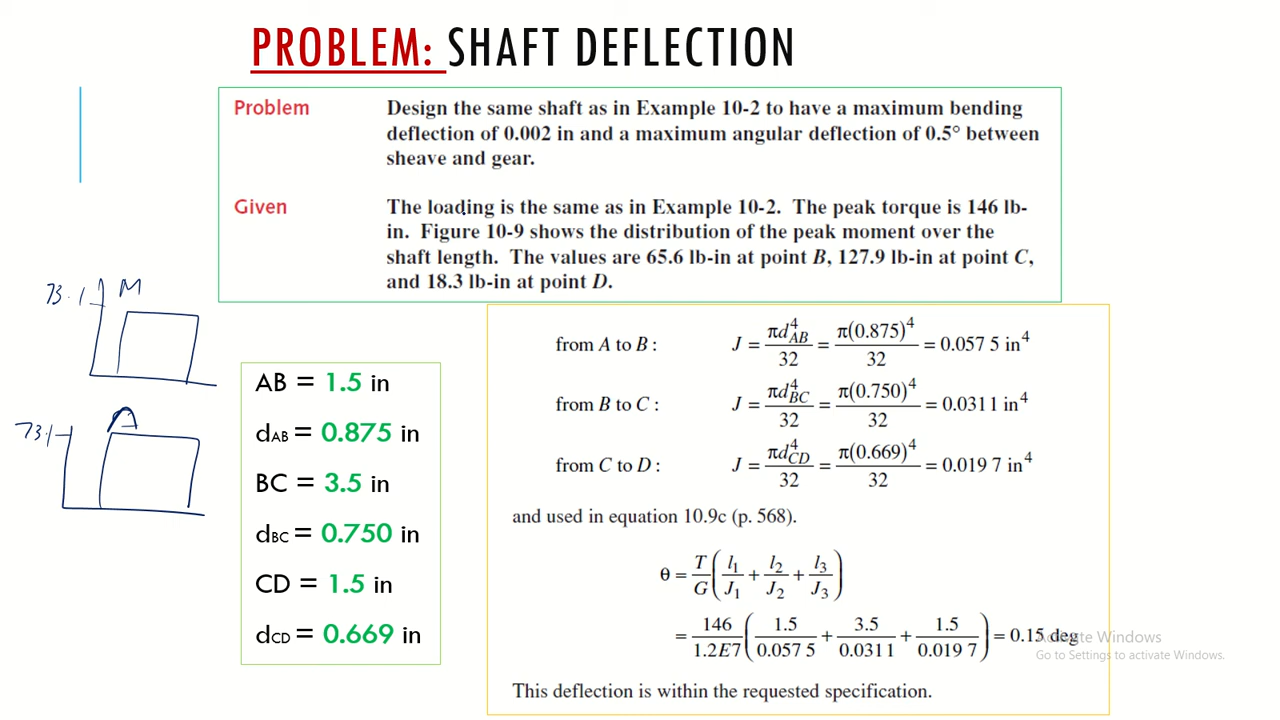 PROBLEM: SHAFT DEFLECTION
Problem
Design the same shaft as in Example 10-2 to have a maximum bending
deflection of 0.002 in and a maximum angular deflection of 0.5° between
sheave and gear.
Given
The loading is the same as in Example 10-2. The peak torque is 146 lb-
in. Figure 10-9 shows the distribution of the peak moment over the
shaft length. The values are 65.6 lb-in at point B, 127.9 lb-in at point C,
and 18.3 lb-in at point D.
73.1 M
73.1 A
AB = 1.5 in
dAB = 0.875 in
BC = 3.5 in
dBC = 0.750 in
CD = 1.5 in
dCD = 0.669 in
from A to B: J = πd⁴AB/32 = π(0.875)⁴/32 = 0.057 5 in⁴
from B to C: J = πd⁴BC/32 = π(0.750)⁴/32 = 0.0311 in⁴
from C to D: J = πd⁴CD/32 = π(0.669)⁴/32 = 0.019 7 in⁴
and used in equation 10.9c (p. 568).
θ = T/G (l₁/J₁ + l₂/J₂ + l₃/J₃)
= 146/1.2E7 (1.5/0.057 5 + 3.5/0.0311 + 1.5/0.019 7) = 0.15 deg
This deflection is within the requested specification.
Activate Windows
Go to Settings to activate Windows.